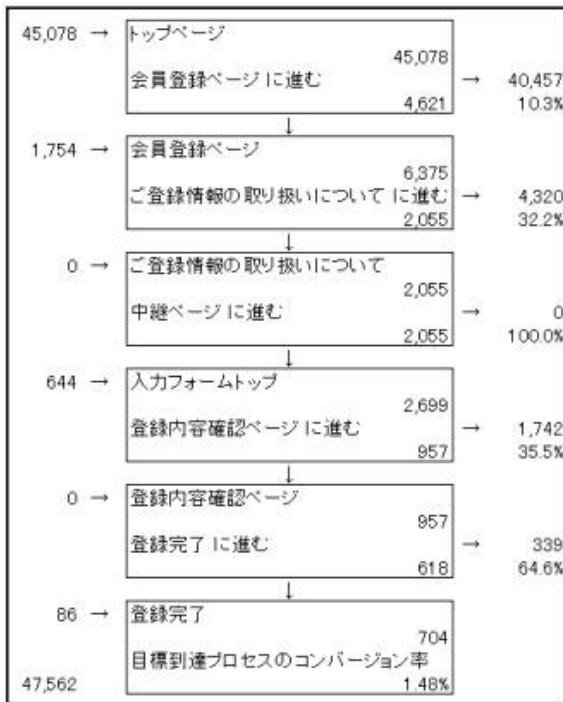 45,078 → トップページ
45,078
会員登録ページ に進む → 40,457
4,621 10.3%
↓
1,754 → 会員登録ページ
6,375
ご登録情報の取り扱いについて に進む → 4,320
2,055 32.2%
↓
0 → ご登録情報の取り扱いについて
2,055
中継ページ に進む → 0
2,055 100.0%
↓
644 → 入力フォームトップ
2,699
登録内容確認ページ に進む → 1,742
957 35.5%
↓
0 → 登録内容確認ページ
957
登録完了 に進む → 339
618 64.6%
↓
86 → 登録完了
704
目標到達プロセスのコンバージョン率
47,562 1.48%